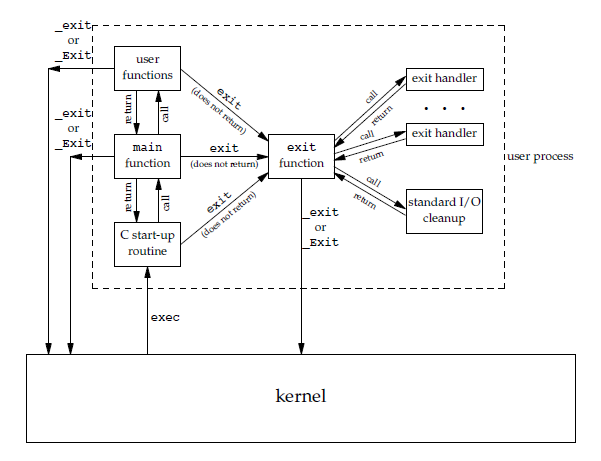 _exit
or
_Exit
user
functions
exit
(does not return)
call
return
exit handler
. . .
return
call
_exit
or
_Exit
main
function
exit
(does not return)
exit
function
call
return
exit handler
user process
return
call
exit
(does not return)
call
return
standard I/O
cleanup
C start-up
routine
_exit
or
_Exit
exec
kernel